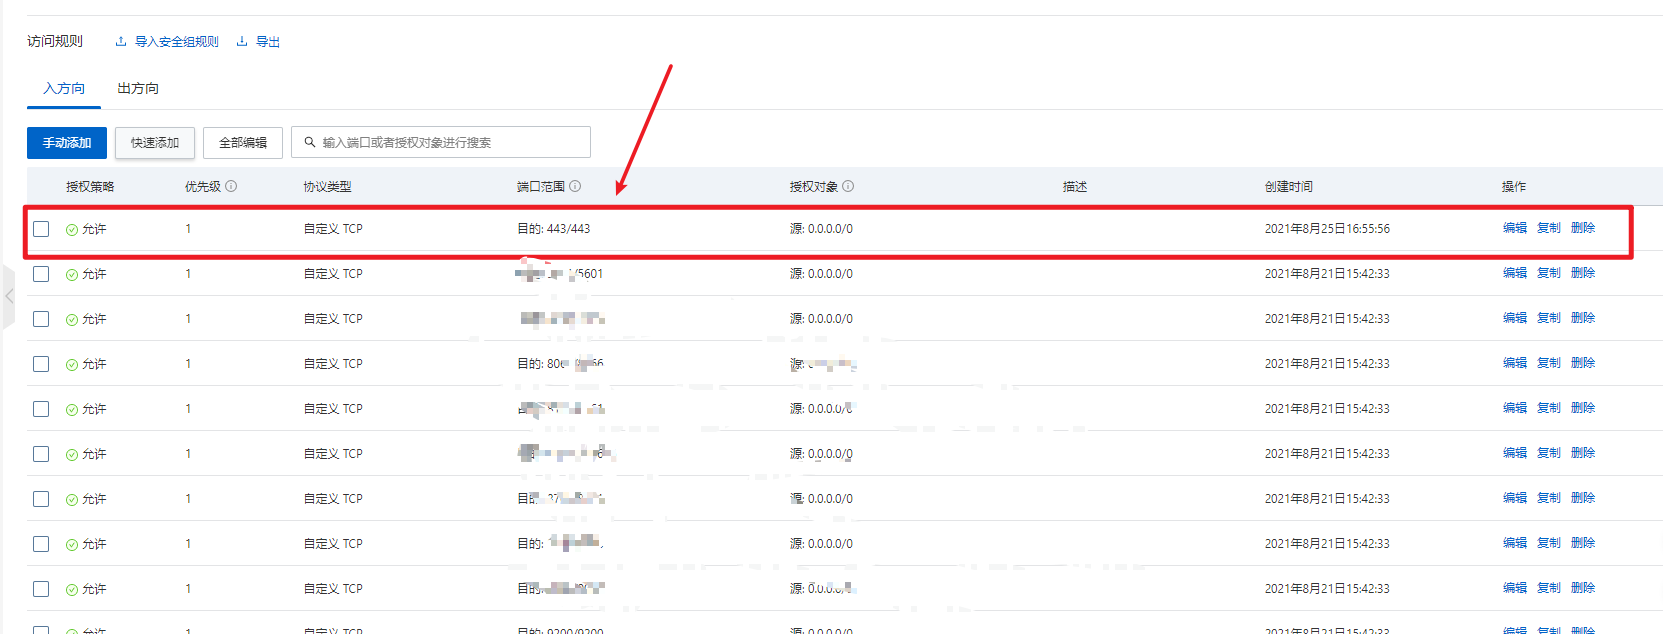 访问规则 导入安全组规则 导出
入方向 出方向
手动添加 快速添加 全部编辑 输入端口或者授权对象进行搜索
授权策略 优先级 协议类型 端口范围 授权对象 描述 创建时间 操作
允许 1 自定义 TCP 目的: 443/443 源: 0.0.0.0/0 2021年8月25日16:55:56 编辑 复制 删除
允许 1 自定义 TCP /5601 源: 0.0.0.0/0 2021年8月21日15:42:33 编辑 复制 删除
允许 1 自定义 TCP 源: 0.0.0.0/0 2021年8月21日15:42:33 编辑 复制 删除
允许 1 自定义 TCP 目的: 源: 2021年8月21日15:42:33 编辑 复制 删除
允许 1 自定义 TCP 源: 0.0.0.0/0 2021年8月21日15:42:33 编辑 复制 删除
允许 1 自定义 TCP 源: 0.0.0.0/0 2021年8月21日15:42:33 编辑 复制 删除
允许 1 自定义 TCP 源: 0.0.0.0/0 2021年8月21日15:42:33 编辑 复制 删除
允许 1 自定义 TCP 目的: 源: 0.0.0.0/0 2021年8月21日15:42:33 编辑 复制 删除
允许 1 自定义 TCP 目的: 源: 0.0.0.0/0 2021年8月21日15:42:33 编辑 复制 删除
允许 1 自定义 TCP 目的: 9200/9200 源: 0.0.0.0/0 2021年8月21日15:42:33 编辑 复制 删除